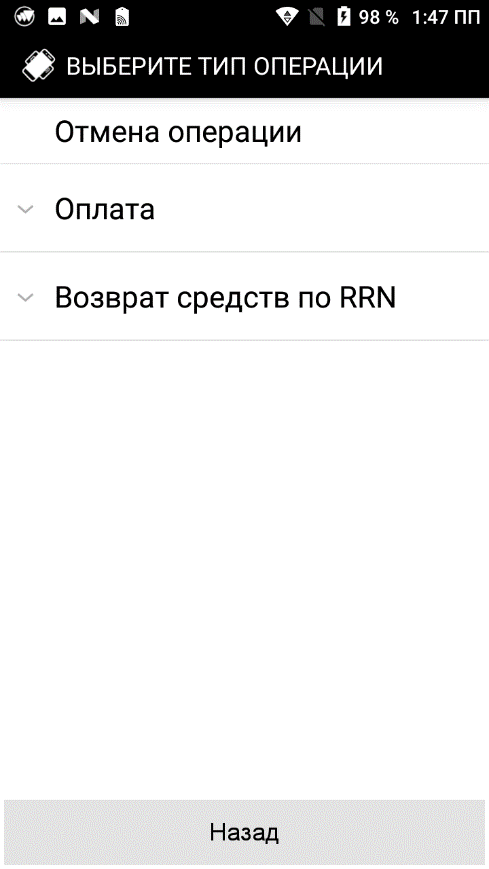 98 % 1:47 ПП
ВЫБЕРИТЕ ТИП ОПЕРАЦИИ
Отмена операции
Оплата
Возврат средств по RRN
Назад